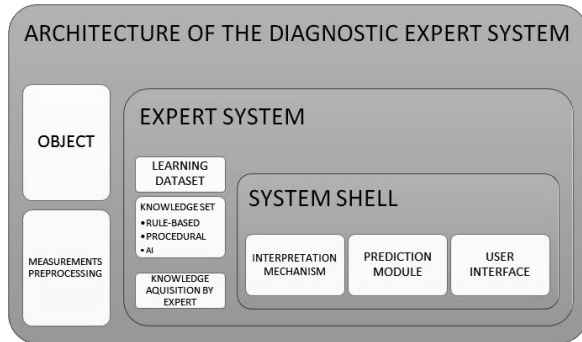 ARCHITECTURE OF THE DIAGNOSTIC EXPERT SYSTEM
OBJECT
MEASUREMENTS
PREPROCESSING
EXPERT SYSTEM
LEARNING
DATASET
KNOWLEDGE SET
•RULE-BASED
•PROCEDURAL
•AI
KNOWLEDGE
AQUISITION BY
EXPERT
SYSTEM SHELL
INTERPRETATION
MECHANISM
PREDICTION
MODULE
USER
INTERFACE